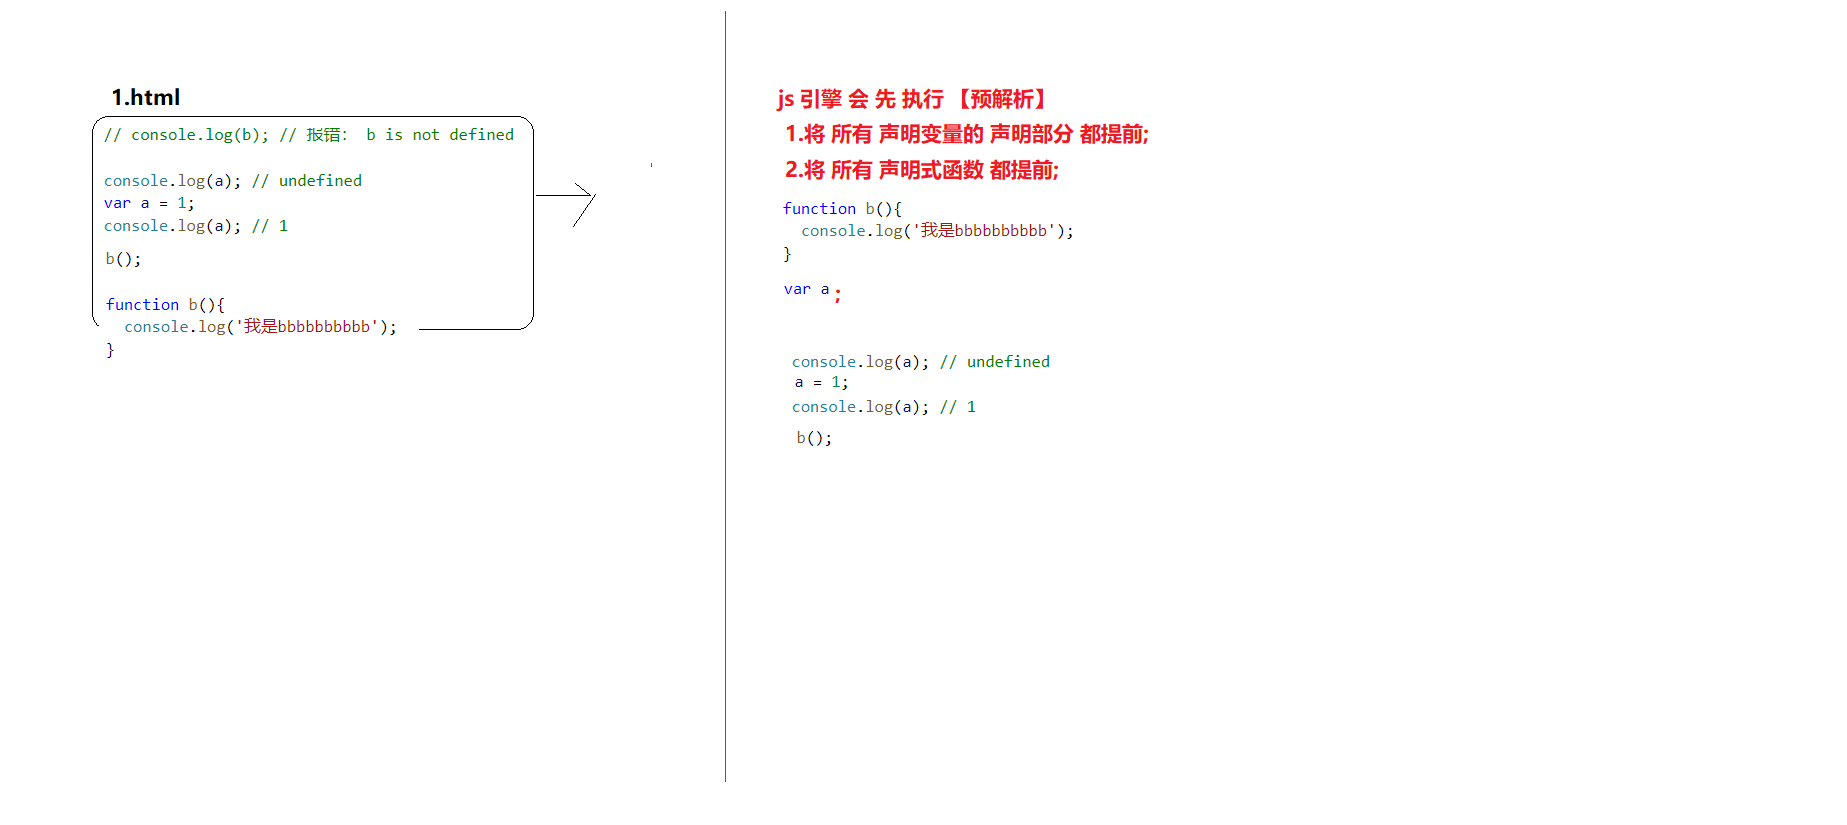 1.html
// console.log(b); // 报错： b is not defined
console.log(a); // undefined
var a = 1;
console.log(a); // 1
b();
function b(){
console.log('我是bbbbbbbbbb');
}
js 引擎 会 先 执行 【预解析】
1.将 所有 声明变量的 声明部分 都提前;
2.将 所有 声明式函数 都提前;
function b(){
console.log('我是bbbbbbbbbb');
}
var a ;
console.log(a); // undefined
a = 1;
console.log(a); // 1
b();